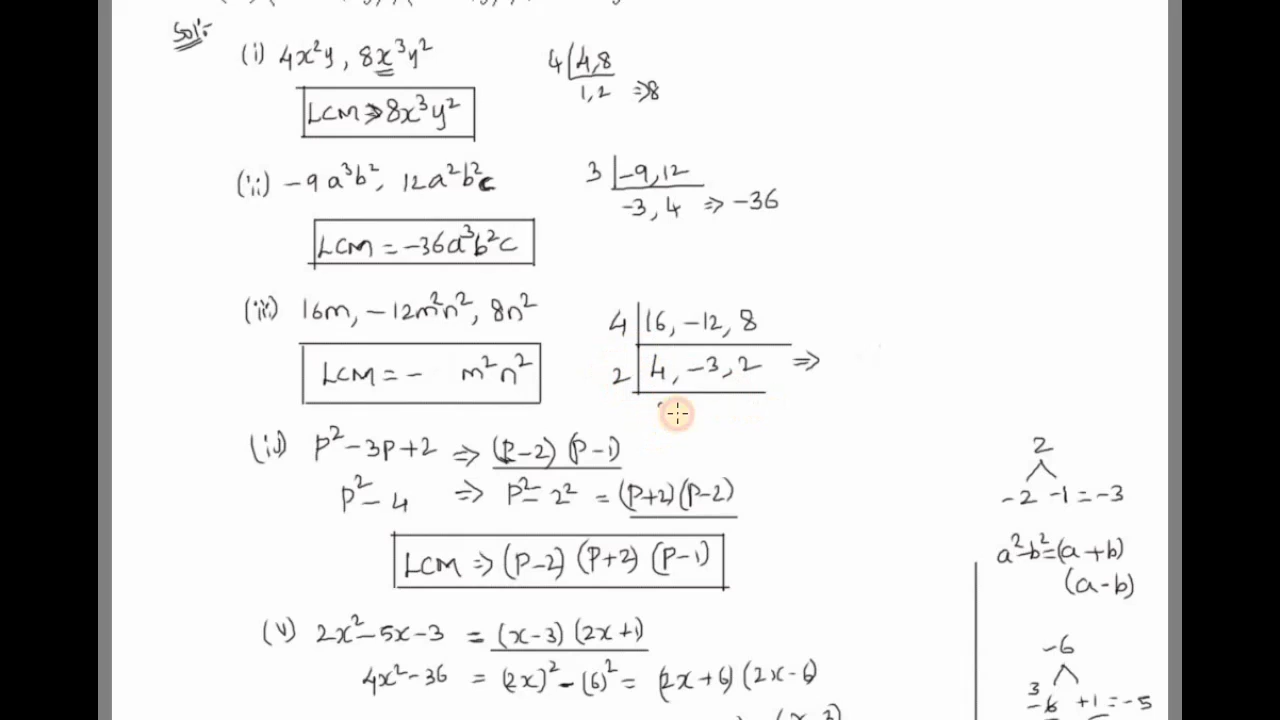 Sol:-
(i) 4x²y, 8x³y²
4 | 4, 8
1, 2 ⇒ 8
LCM ⇒ 8x³y²
(ii) -9a³b², 12a²b²c
3 | -9, 12
-3, 4 ⇒ -36
LCM = -36a³b²c
(iii) 16m, -12m²n², 8n²
4 | 16, -12, 8
2 | 4, -3, 2 ⇒
LCM = - m²n²
(iv) p²-3p+2 ⇒ (p-2) (p-1)
p²-4 ⇒ p²-2² = (p+2)(p-2)
LCM ⇒ (p-2) (p+2) (p-1)
2
-2 -1 = -3
a²-b² = (a+b)
(a-b)
(v) 2x²-5x-3 = (x-3) (2x+1)
4x²-36 = (2x)² - (6)² = (2x+6) (2x-6)
-6
3
-6 +1 = -5